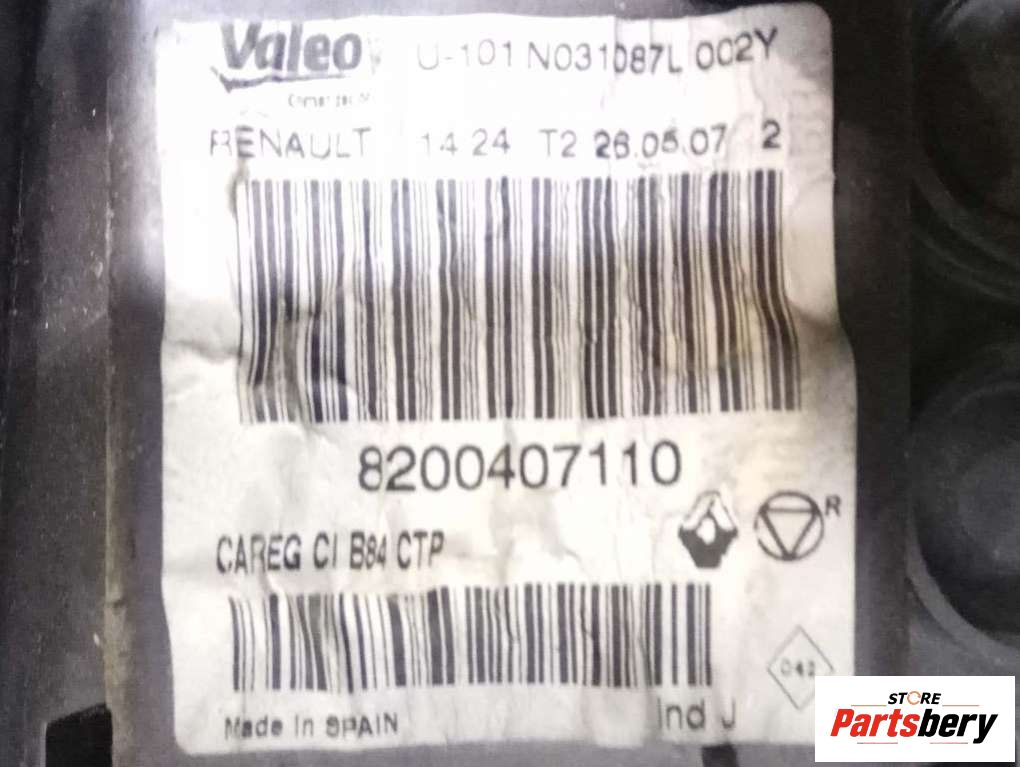 Valeo U-101 N031087L 002Y
RENAULT 14 24 T2 26.05.07 2
8200407110
R
CAREG CI B84 CTP
042
Made In SPAIN Ind J
STORE
Partsbery